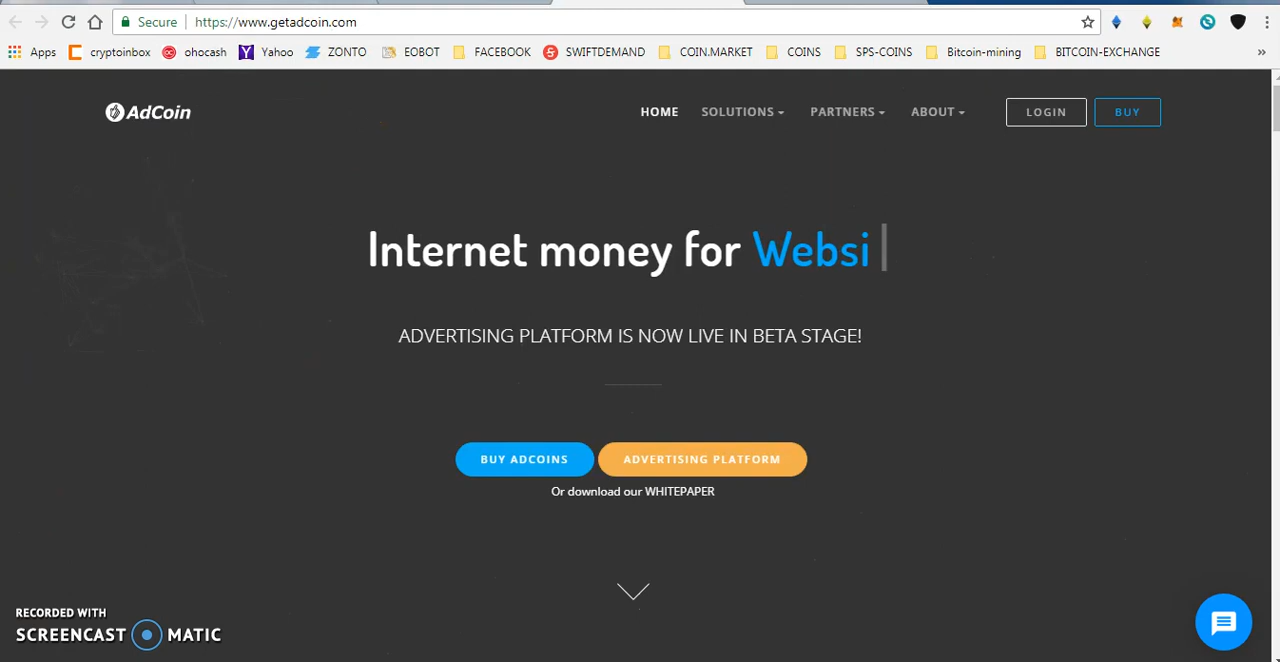 Secure https://www.getadcoin.com
Apps cryptoinbox ohocash Yahoo ZONTO EOBOT FACEBOOK SWIFTDEMAND COIN.MARKET COINS SPS-COINS Bitcoin-mining BITCOIN-EXCHANGE »
AdCoin HOME SOLUTIONS PARTNERS ABOUT LOGIN BUY
Internet money for Websi
ADVERTISING PLATFORM IS NOW LIVE IN BETA STAGE!
BUY ADCOINS ADVERTISING PLATFORM
Or download our WHITEPAPER
RECORDED WITH
SCREENCAST MATIC